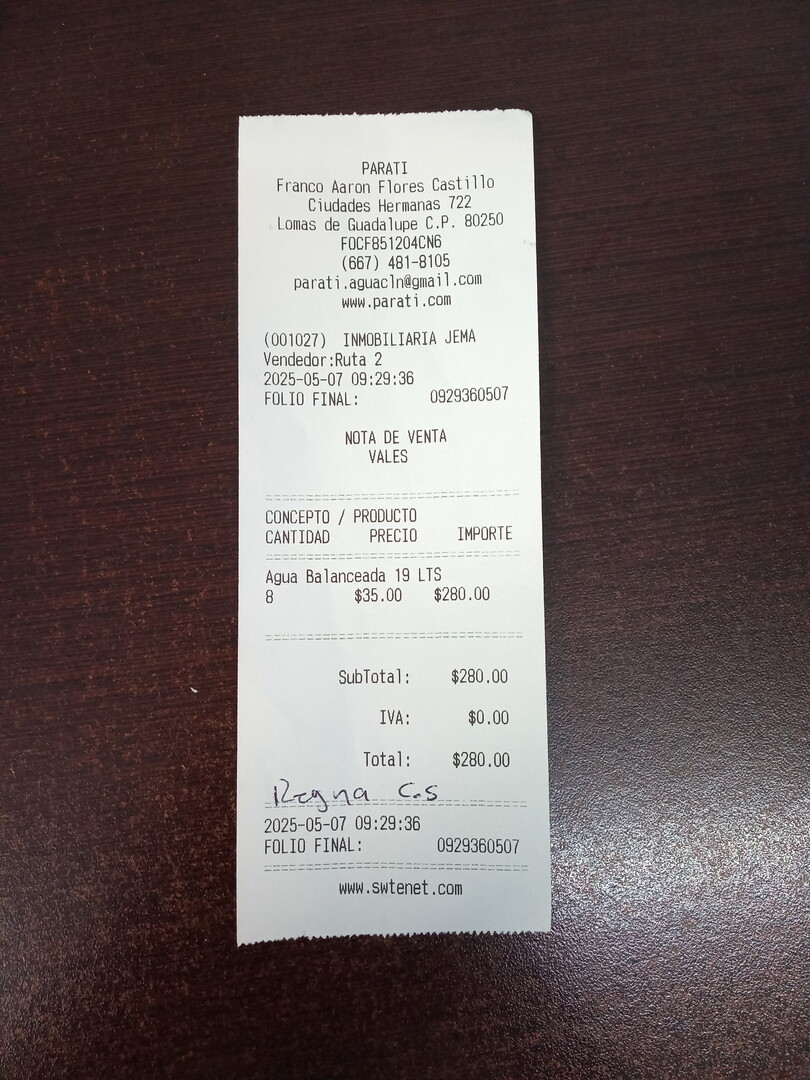 PARATI
Franco Aaron Flores Castillo
Ciudades Hermanas 722
Lomas de Guadalupe C.P. 80250
FOCF851204CN6
(667) 481-8105
parati.aguacln@gmail.com
www.parati.com
(001027) INMOBILIARIA JEMA
Vendedor:Ruta 2
2025-05-07 09:29:36
FOLIO FINAL: 0929360507
NOTA DE VENTA
VALES
CONCEPTO / PRODUCTO
CANTIDAD PRECIO IMPORTE
Agua Balanceada 19 LTS
8 $35.00 $280.00
SubTotal: $280.00
IVA: $0.00
Total: $280.00
C.S
2025-05-07 09:29:36
FOLIO FINAL: 0929360507
www.swtenet.com